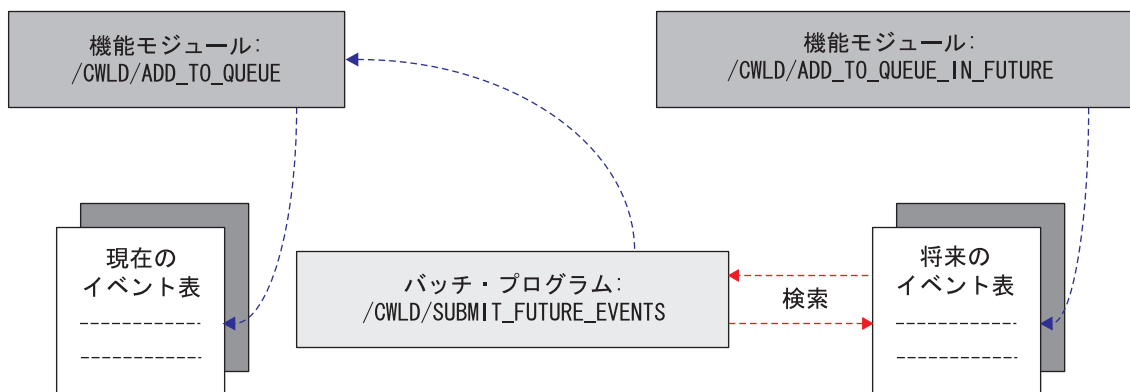 機能モジュール:
/CWLD/ADD_TO_QUEUE
機能モジュール:
/CWLD/ADD_TO_QUEUE_IN_FUTURE
現在の
イベント表
バッチ・プログラム:
/CWLD/SUBMIT_FUTURE_EVENTS
検索
将来の
イベント表